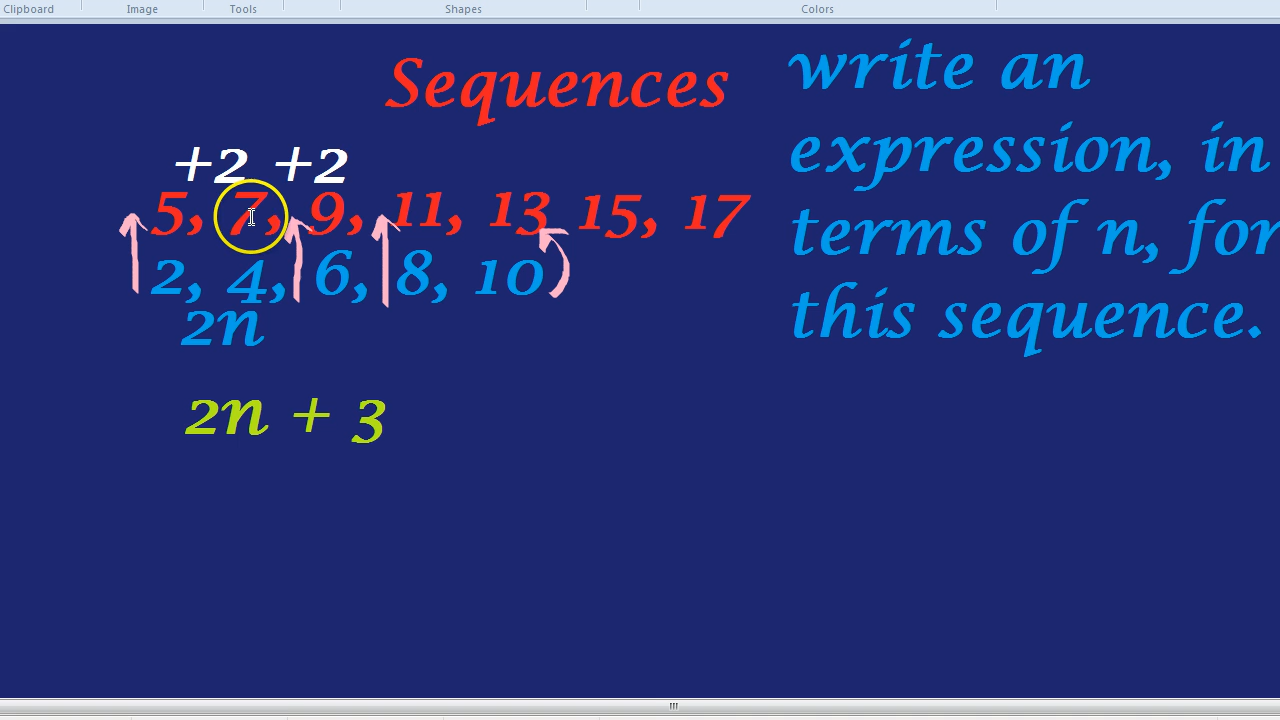 Clipboard Image Tools Shapes Colors
Sequences
+2 +2
5, 7, 9, 11, 13 15, 17
2, 4, 6, 8, 10
2n
2n + 3
write an
expression, in
terms of n, for
this sequence.